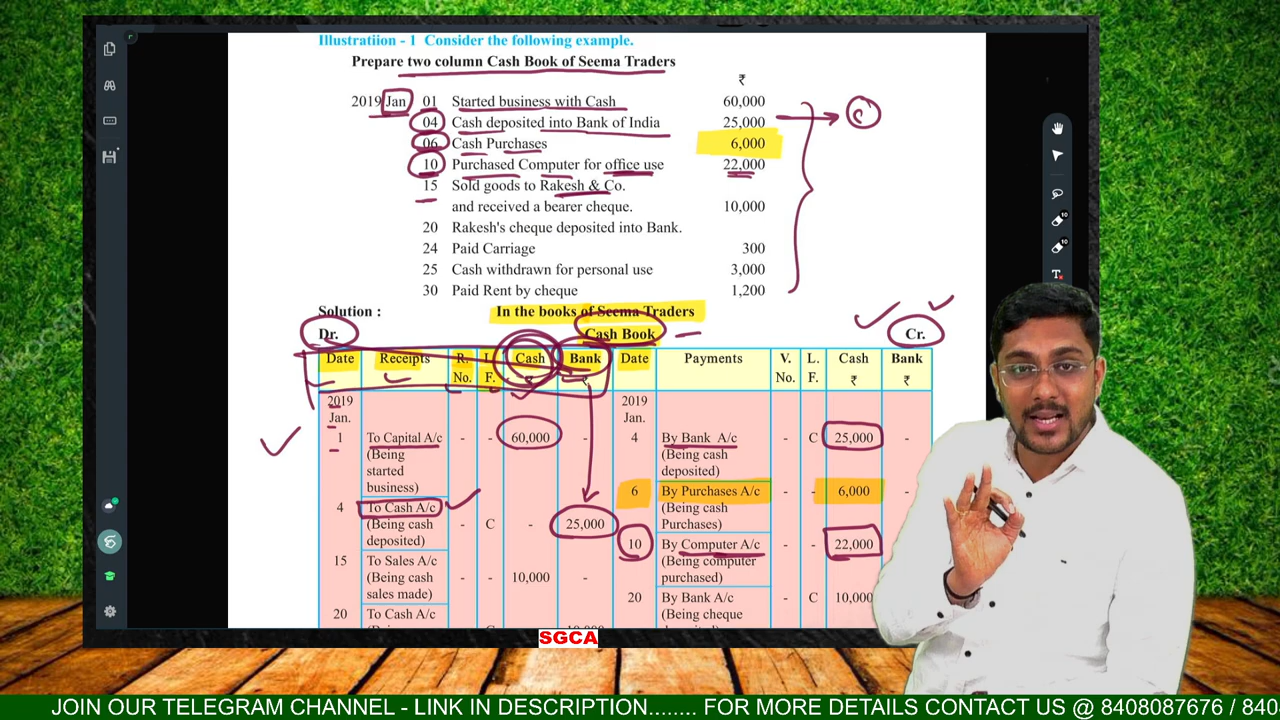 Illustratiion - 1 Consider the following example.
Prepare two column Cash Book of Seema Traders
₹
2019 Jan 01 Started business with Cash 60,000
04 Cash deposited into Bank of India 25,000
06 Cash Purchases 6,000
10 Purchased Computer for office use 22,000
15 Sold goods to Rakesh & Co.
and received a bearer cheque. 10,000
20 Rakesh's cheque deposited into Bank.
24 Paid Carriage 300
25 Cash withdrawn for personal use 3,000
30 Paid Rent by cheque 1,200
Solution : In the books of Seema Traders
Dr. Cash Book Cr.
Date Receipts R. L. Cash Bank Date Payments V. L. Cash Bank
No. F. ₹ ₹ No. F. ₹ ₹
2019 2019
Jan. Jan.
1 To Capital A/c - - 60,000 - 4 By Bank A/c - C 25,000 -
(Being (Being cash
started deposited)
business) 6 By Purchases A/c - - 6,000
4 To Cash A/c (Being cash
(Being cash - C - 25,000 Purchases)
deposited) 10 By Computer A/c - - 22,000
15 To Sales A/c (Being computer
(Being cash - - 10,000 - purchased)
sales made) 20 By Bank A/c - C 10,000
20 To Cash A/c (Being cheque
SGCA
JOIN OUR TELEGRAM CHANNEL - LINK IN DESCRIPTION........ FOR MORE DETAILS CONTACT US @ 8408087676 / 840